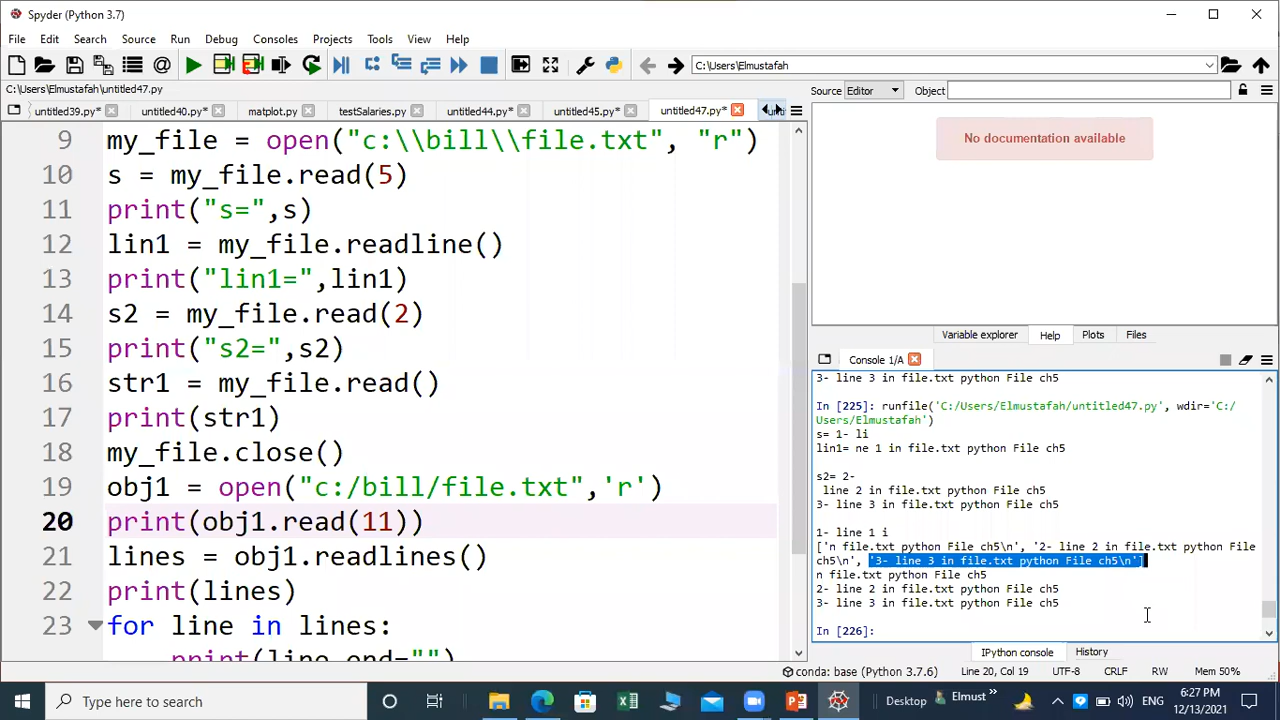 Spyder (Python 3.7)
File Edit Search Source Run Debug Consoles Projects Tools View Help
C:\Users\Elmustafah
C:\Users\Elmustafah\untitled47.py
Source Editor Object
untitled39.py* untitled40.py* matplot.py testSalaries.py untitled44.py* untitled45.py* untitled47.py*
9 my_file = open("c:\\bill\\file.txt", "r")
10 s = my_file.read(5)
11 print("s=",s)
12 lin1 = my_file.readline()
13 print("lin1=",lin1)
14 s2 = my_file.read(2)
15 print("s2=",s2)
16 str1 = my_file.read()
17 print(str1)
18 my_file.close()
19 obj1 = open("c:/bill/file.txt",'r')
20 print(obj1.read(11))
21 lines = obj1.readlines()
22 print(lines)
23 for line in lines:
print(line,end="")
No documentation available
Variable explorer Help Plots Files
Console 1/A
3- line 3 in file.txt python File ch5
In [225]: runfile('C:/Users/Elmustafah/untitled47.py', wdir='C:/
Users/Elmustafah')
s= 1- li
lin1= ne 1 in file.txt python File ch5
s2= 2-
line 2 in file.txt python File ch5
3- line 3 in file.txt python File ch5
1- line 1 i
['n file.txt python File ch5\n', '2- line 2 in file.txt python File
ch5\n', '3- line 3 in file.txt python File ch5\n']
n file.txt python File ch5
2- line 2 in file.txt python File ch5
3- line 3 in file.txt python File ch5
In [226]:
IPython console History
conda: base (Python 3.7.6) Line 20, Col 19 UTF-8 CRLF RW Mem 50%
Type here to search
Desktop Elmust ENG
6:27 PM
12/13/2021